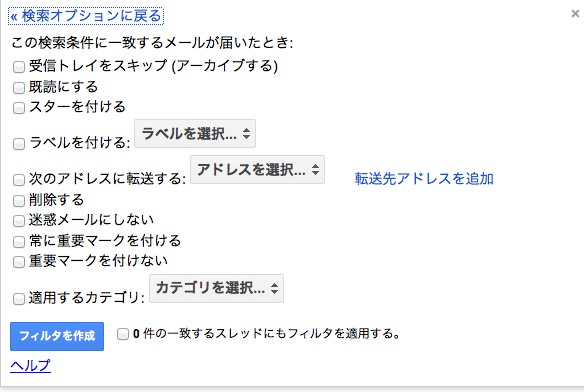 « 検索オプションに戻る
×
この検索条件に一致するメールが届いたとき:
受信トレイをスキップ (アーカイブする)
既読にする
スターを付ける
ラベルを付ける: ラベルを選択...
次のアドレスに転送する: アドレスを選択... 転送先アドレスを追加
削除する
迷惑メールにしない
常に重要マークを付ける
重要マークを付けない
適用するカテゴリ: カテゴリを選択...
フィルタを作成 0 件の一致するスレッドにもフィルタを適用する。
ヘルプ